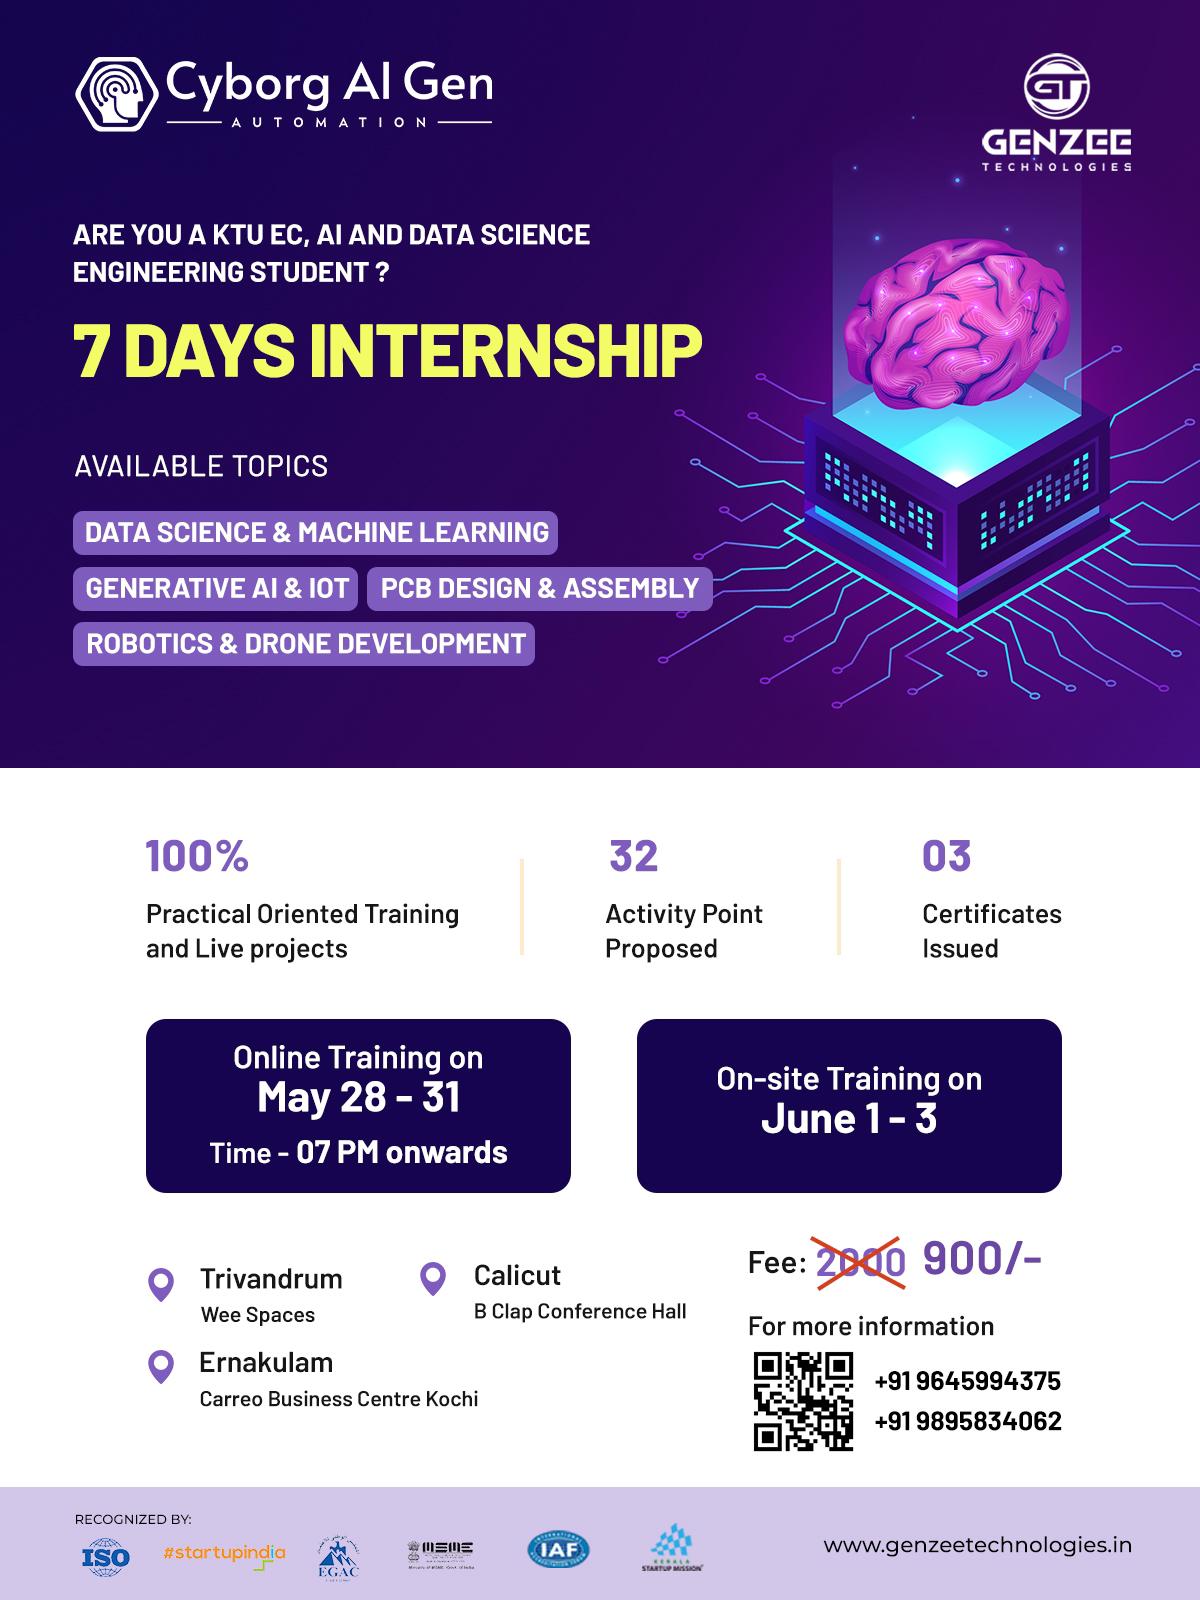 Cyborg AI Gen
AUTOMATION
GT
GENZEE
TECHNOLOGIES
ARE YOU A KTU EC, AI AND DATA SCIENCE
ENGINEERING STUDENT ?
7 DAYS INTERNSHIP
AVAILABLE TOPICS
DATA SCIENCE & MACHINE LEARNING
GENERATIVE AI & IOT
PCB DESIGN & ASSEMBLY
ROBOTICS & DRONE DEVELOPMENT
100%
Practical Oriented Training
and Live projects
32
Activity Point
Proposed
03
Certificates
Issued
Online Training on
May 28 - 31
Time - 07 PM onwards
On-site Training on
June 1 - 3
Trivandrum
Wee Spaces
Calicut
B Clap Conference Hall
Ernakulam
Carreo Business Centre Kochi
Fee: 2000 900/-
For more information
+91 9645994375
+91 9895834062
RECOGNIZED BY:
ISO
#startupindia
EGAC
MSME
IAF
KERALA
STARTUP MISSION
www.genzeetechnologies.in